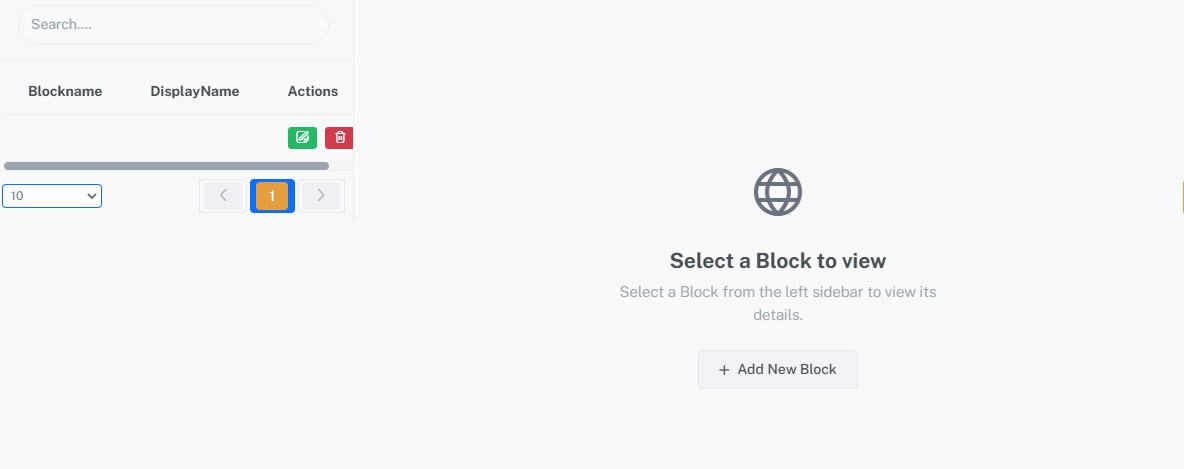 Search....
Blockname DisplayName Actions
10
1
Select a Block to view
Select a Block from the left sidebar to view its
details.
+ Add New Block